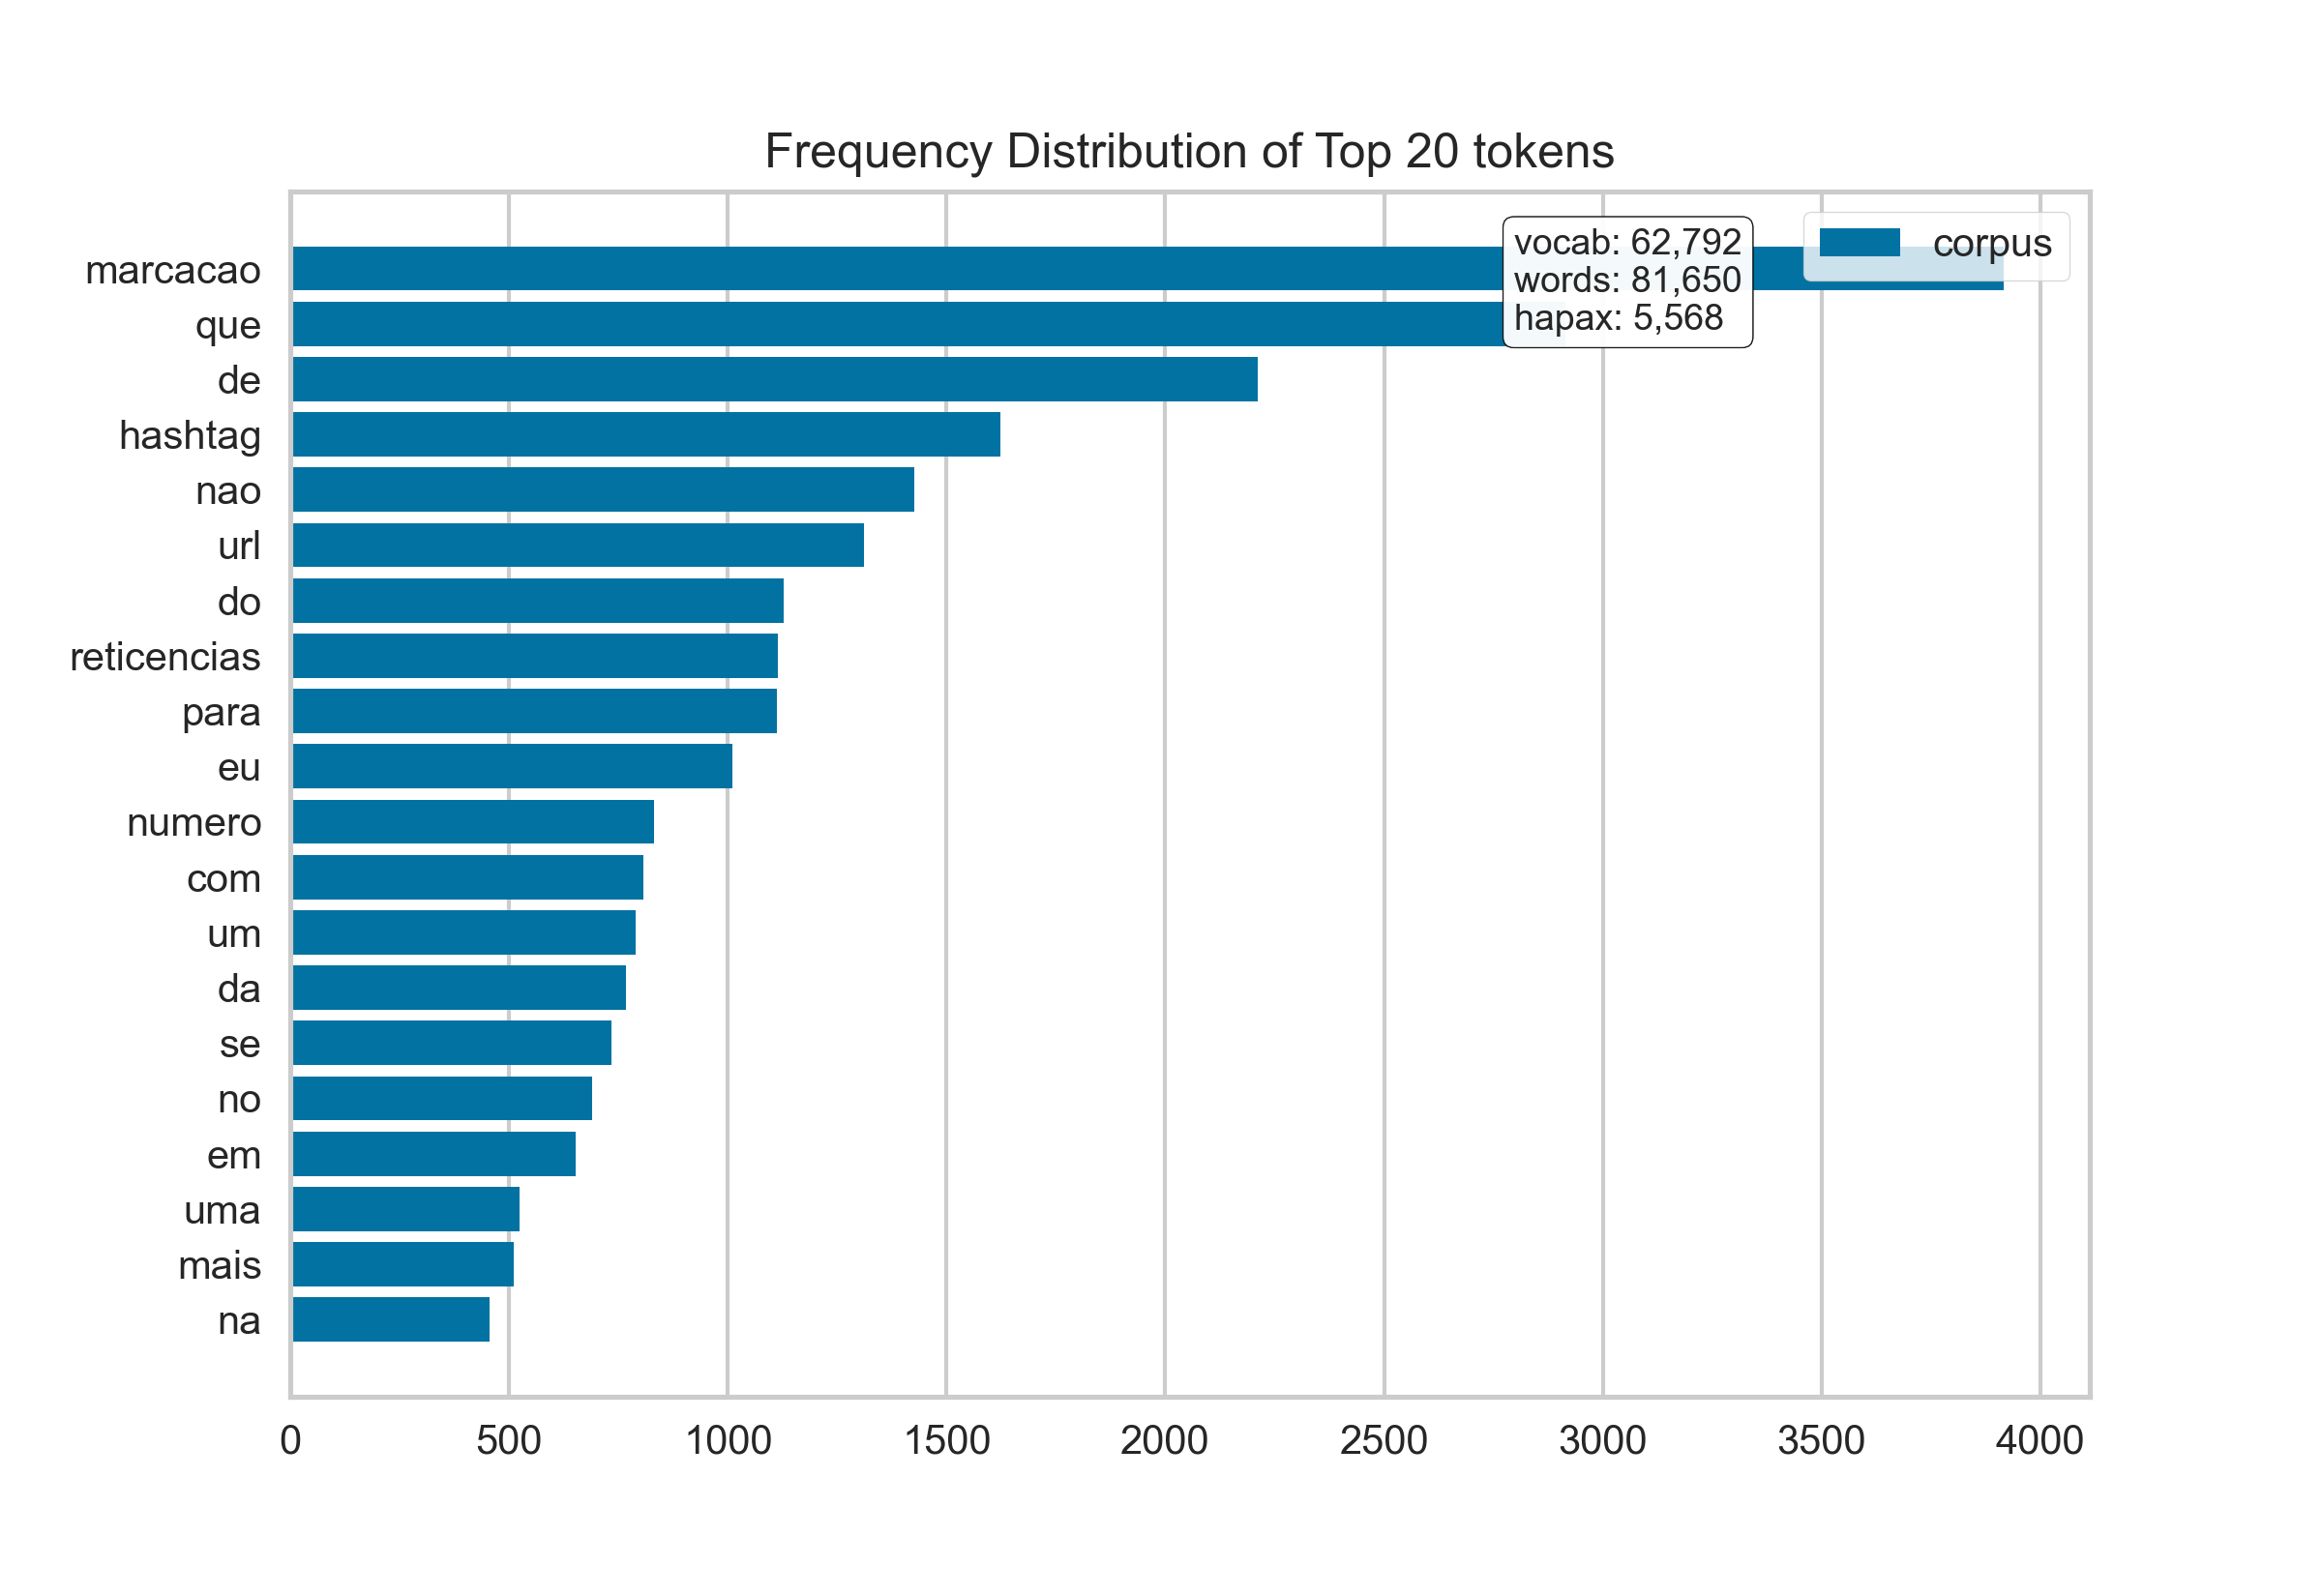 Frequency Distribution of Top 20 tokens
vocab: 62,792
words: 81,650
hapax: 5,568
corpus
marcacao
que
de
hashtag
nao
url
do
reticencias
para
eu
numero
com
um
da
se
no
em
uma
mais
na
0 500 1000 1500 2000 2500 3000 3500 4000